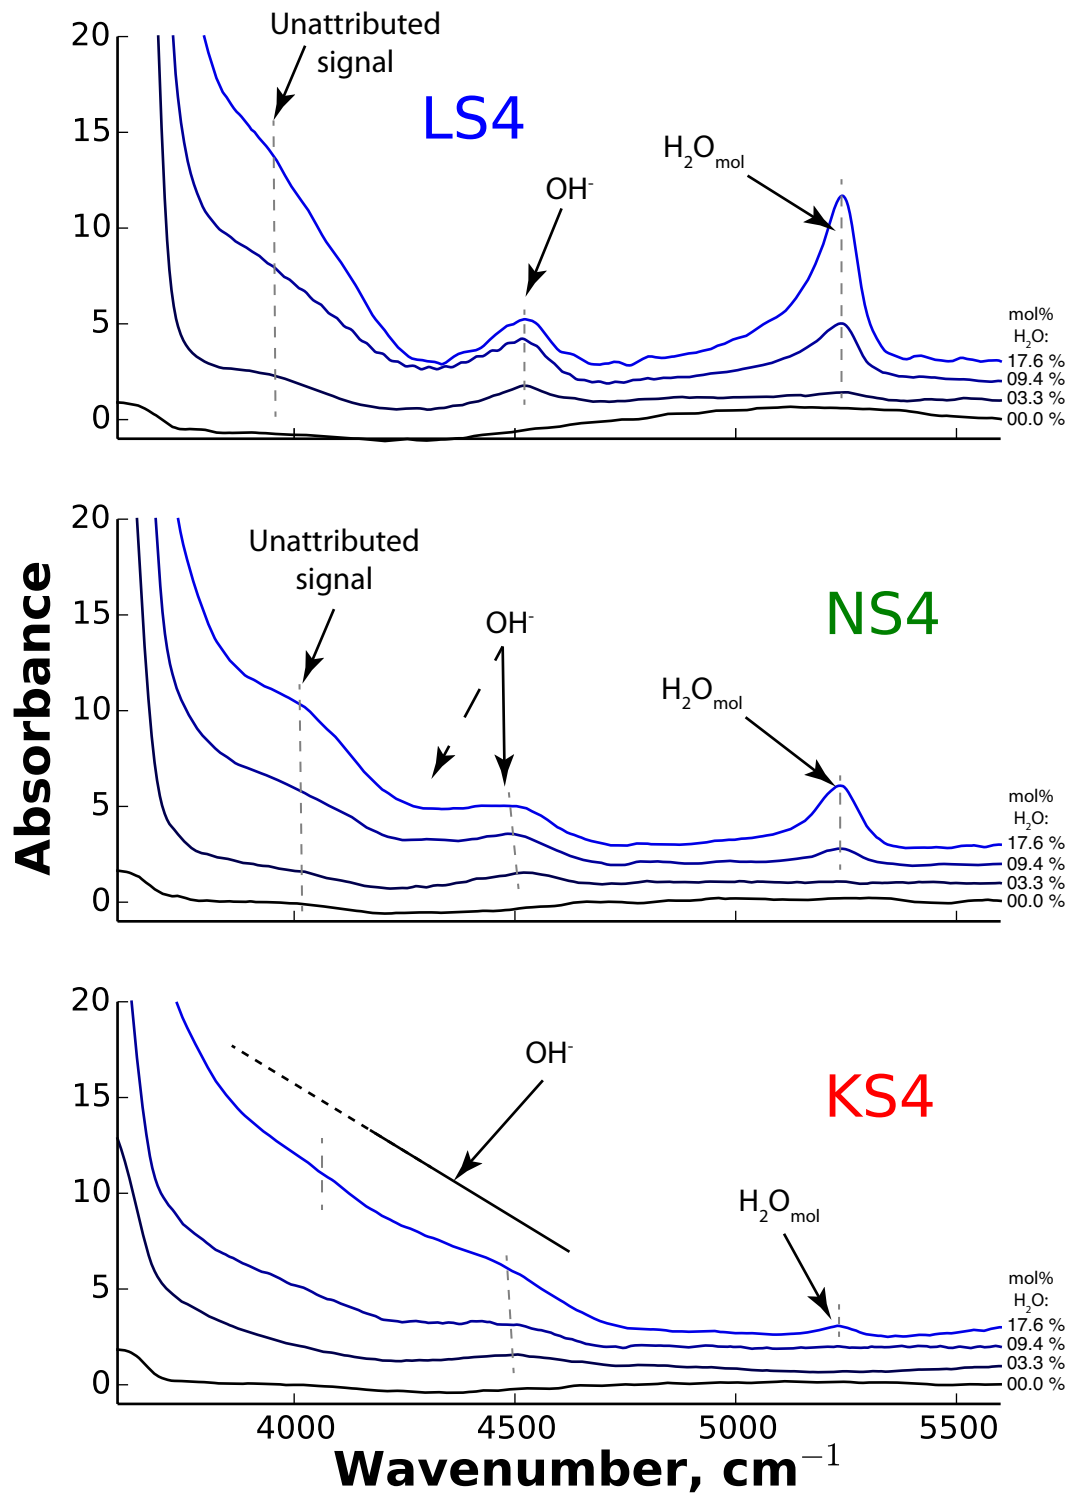 20
15
10
5
0
Unattributed
signal
LS4
OH-
H2Omol
mol%
H2O:
17.6 %
09.4 %
03.3 %
00.0 %
Absorbance
20
15
10
5
0
Unattributed
signal
OH-
NS4
H2Omol
mol%
H2O:
17.6 %
09.4 %
03.3 %
00.0 %
20
15
10
5
0
OH-
KS4
H2Omol
mol%
H2O:
17.6 %
09.4 %
03.3 %
00.0 %
4000 4500 5000 5500
Wavenumber, cm−1